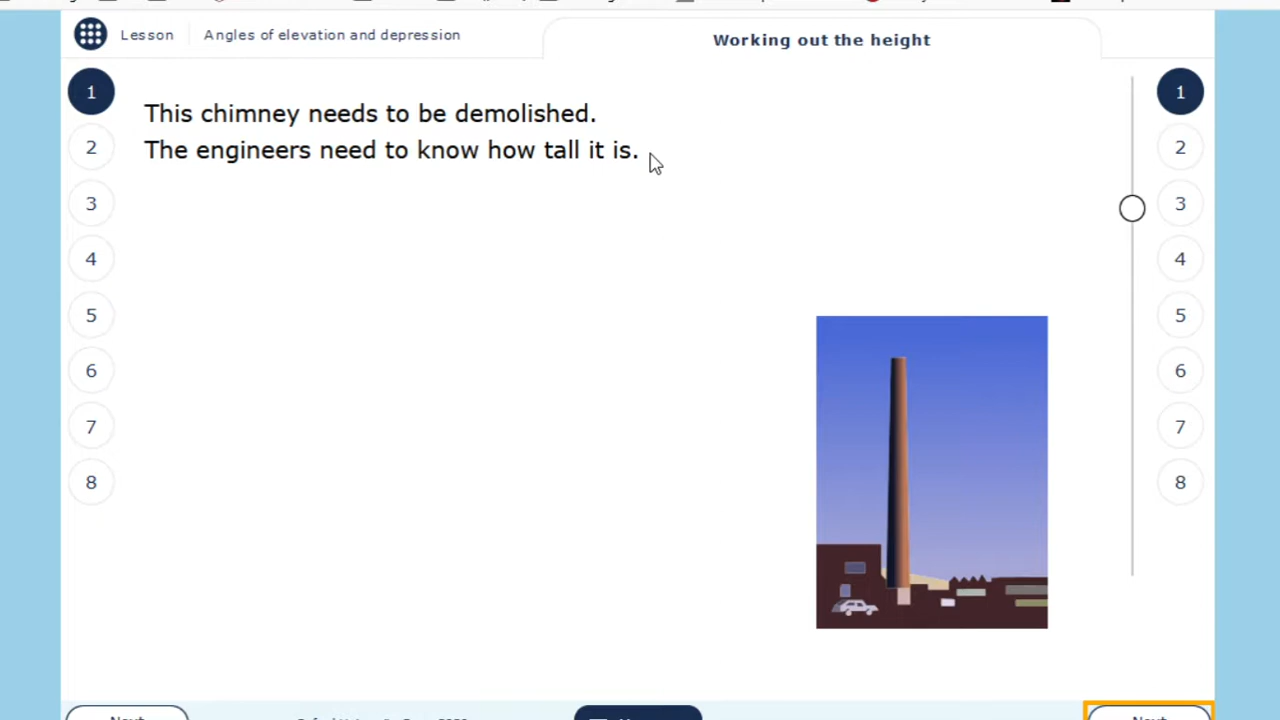 Lesson Angles of elevation and depression
Working out the height
1
2
3
4
5
6
7
8
This chimney needs to be demolished.
The engineers need to know how tall it is.
1
2
3
4
5
6
7
8
Next
Next